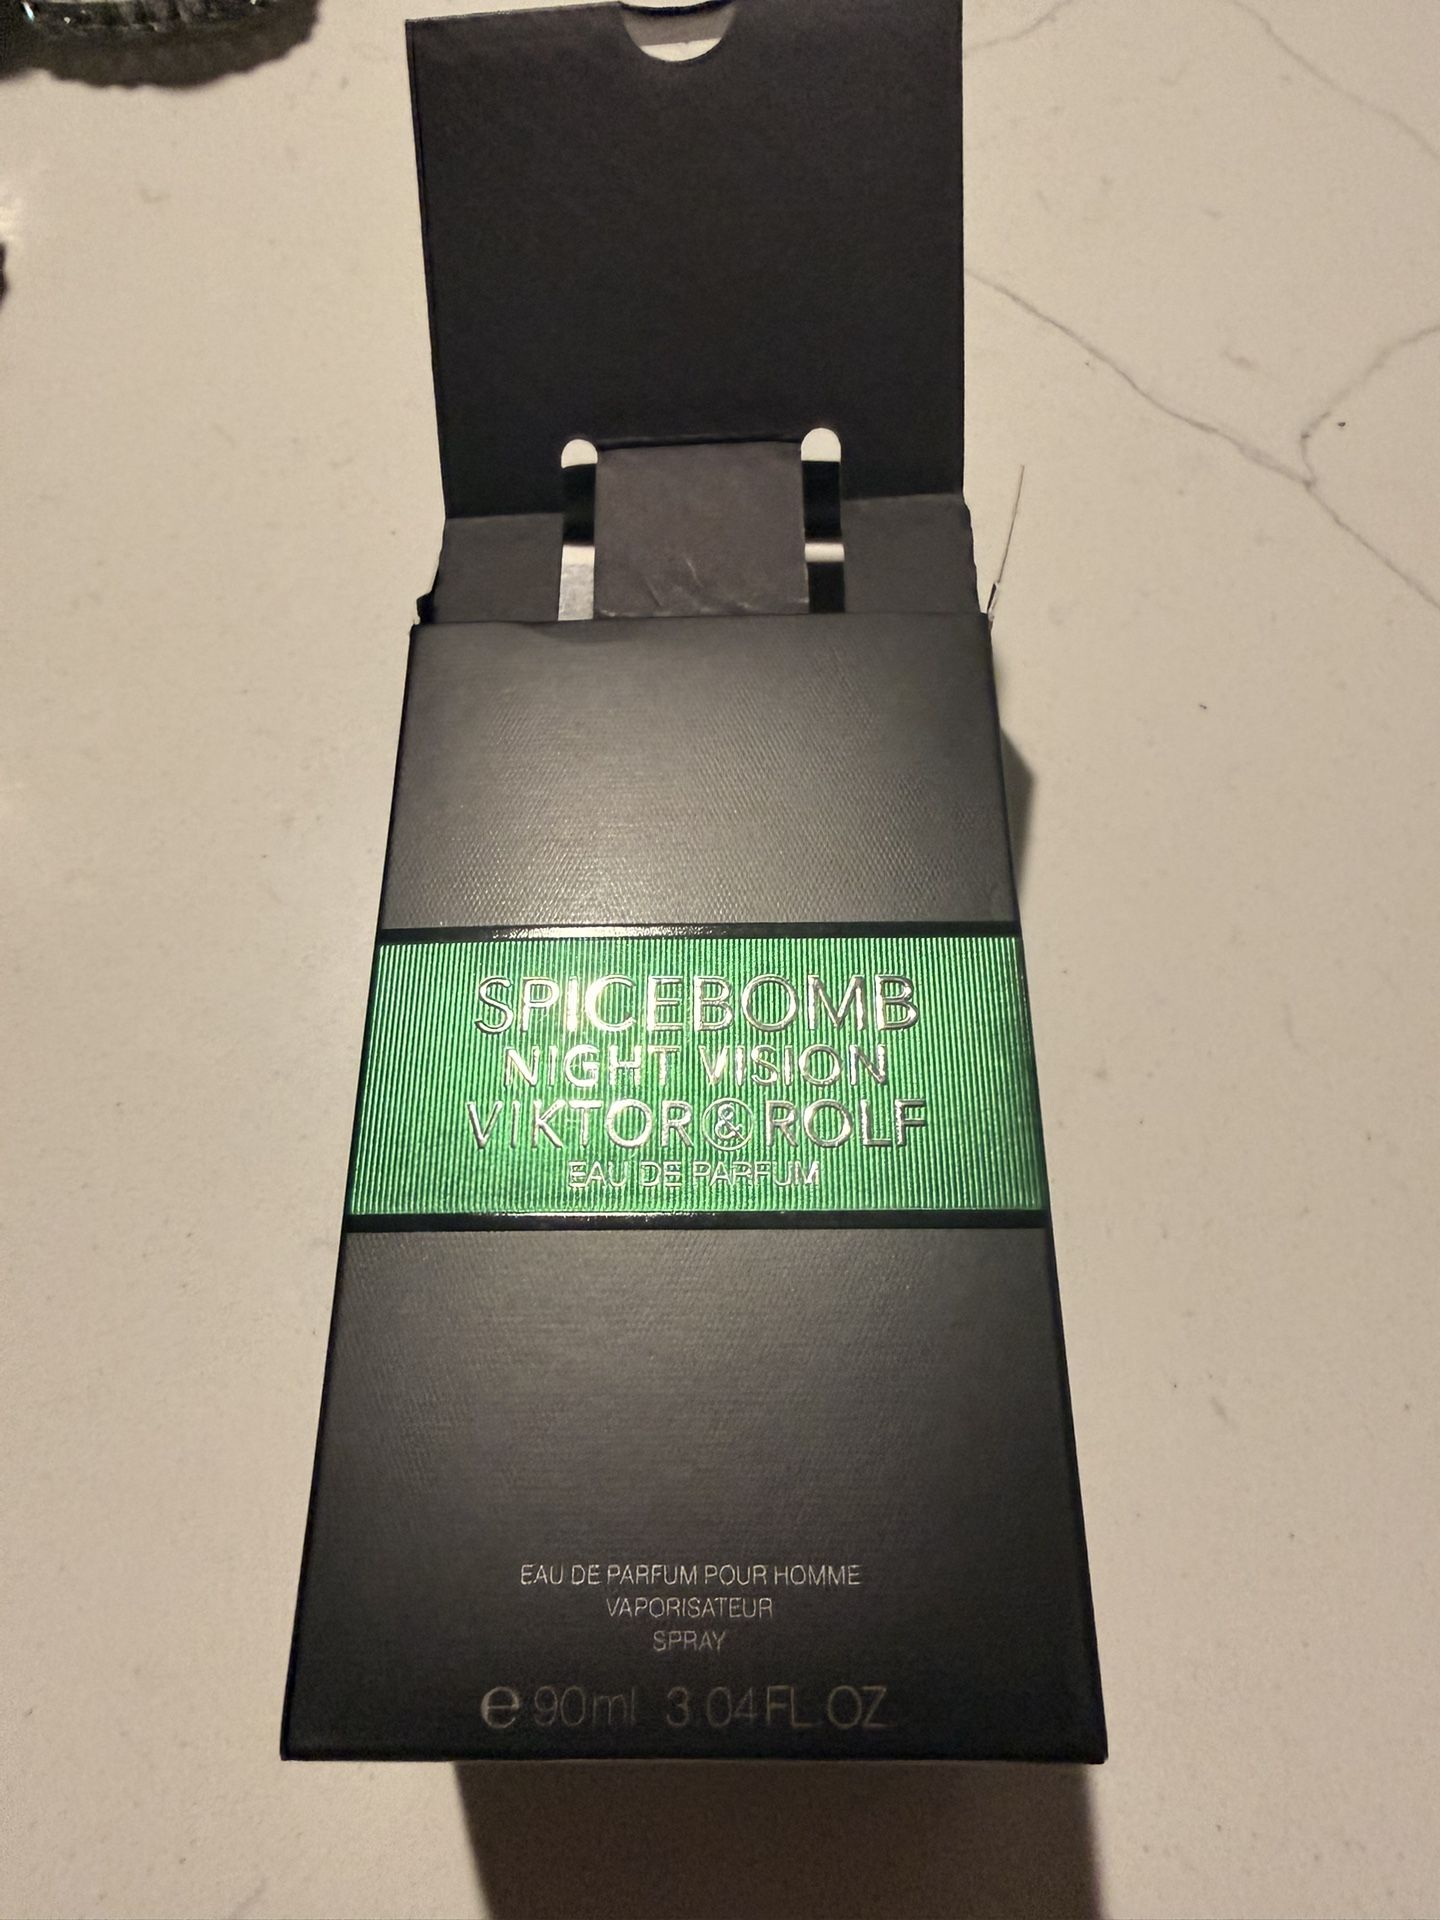 SPICEBOMB
NIGHT VISION
VIKTOR&ROLF
EAU DE PARFUM
EAU DE PARFUM POUR HOMME
VAPORISATEUR
SPRAY
e 90ml 3.04FL.OZ